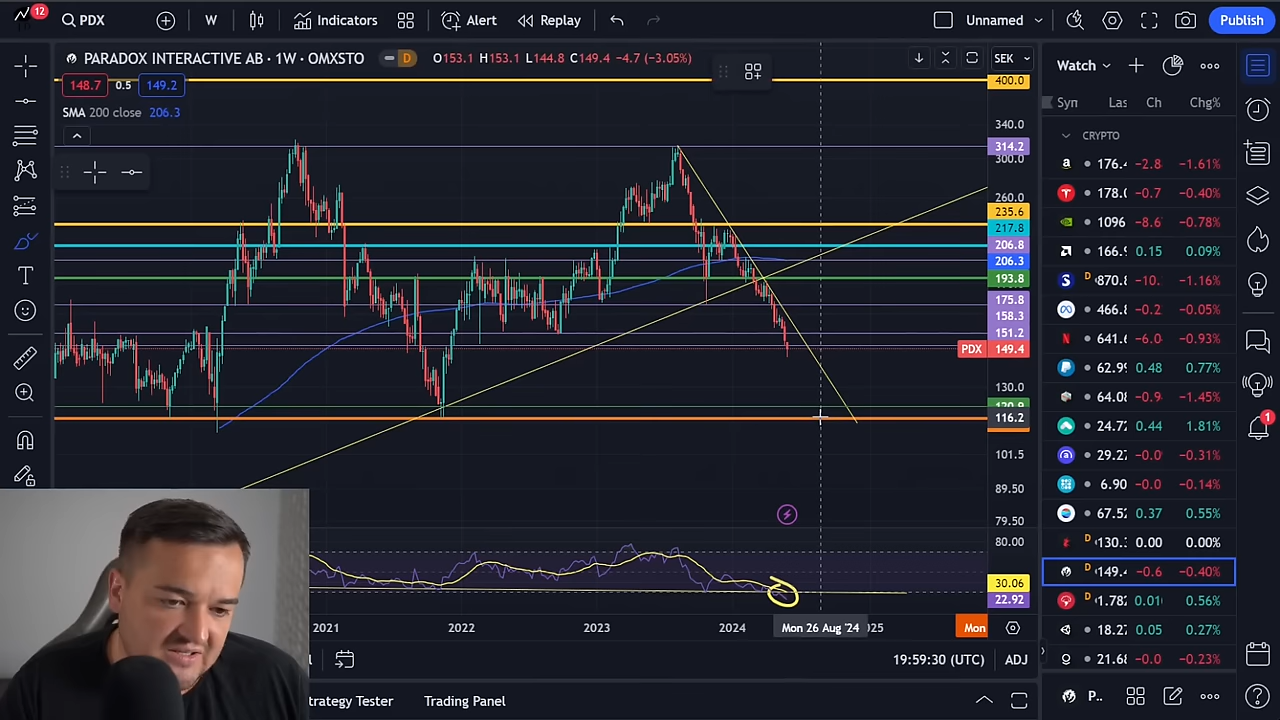 12 PDX W Indicators Alert Replay Unnamed Publish
PARADOX INTERACTIVE AB · 1W · OMXSTO D O153.1 H153.1 L144.8 C149.4 -4.7 (-3.05%) SEK
148.7 0.5 149.2
SMA 200 close 206.3
400.0
340.0
314.2
300.0
260.0
235.6
217.8
206.8
206.3
193.8
175.8
158.3
151.2
PDX 149.4
130.0
116.2
101.5
89.50
79.50
80.00
30.06
22.92
2021 2022 2023 2024 Mon 26 Aug '24 Mon
19:59:30 (UTC) ADJ
Trading Panel
Watch
Las Ch Chg%
CRYPTO
176.4 -2.8 -1.61%
178.0 -0.7 -0.40%
1096 -8.6 -0.78%
166.9 0.15 0.09%
D 870.8 -10. -1.16%
466.8 -0.2 -0.05%
641.6 -6.0 -0.93%
62.99 0.48 0.77%
64.08 -0.9 -1.45%
24.72 0.44 1.81%
29.22 -0.0 -0.31%
6.90 -0.0 -0.14%
67.52 0.37 0.55%
D 130. 0.00 0.00%
D 149.4 -0.6 -0.40%
D 1.782 0.01 0.56%
18.27 0.05 0.27%
21.68 -0.0 -0.23%
P..
1